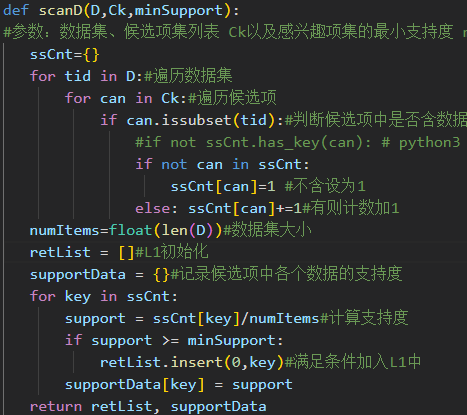 def scanD(D,Ck,minSupport):
#参数：数据集、候选项集列表 Ck以及感兴趣项集的最小支持度
ssCnt={}
for tid in D:#遍历数据集
for can in Ck:#遍历候选项
if can.issubset(tid):#判断候选项中是否含数据
#if not ssCnt.has_key(can): # python3
if not can in ssCnt:
ssCnt[can]=1 #不含设为1
else: ssCnt[can]+=1#有则计数加1
numItems=float(len(D))#数据集大小
retList = []#L1初始化
supportData = {}#记录候选项中各个数据的支持度
for key in ssCnt:
support = ssCnt[key]/numItems#计算支持度
if support >= minSupport:
retList.insert(0,key)#满足条件加入L1中
supportData[key] = support
return retList, supportData